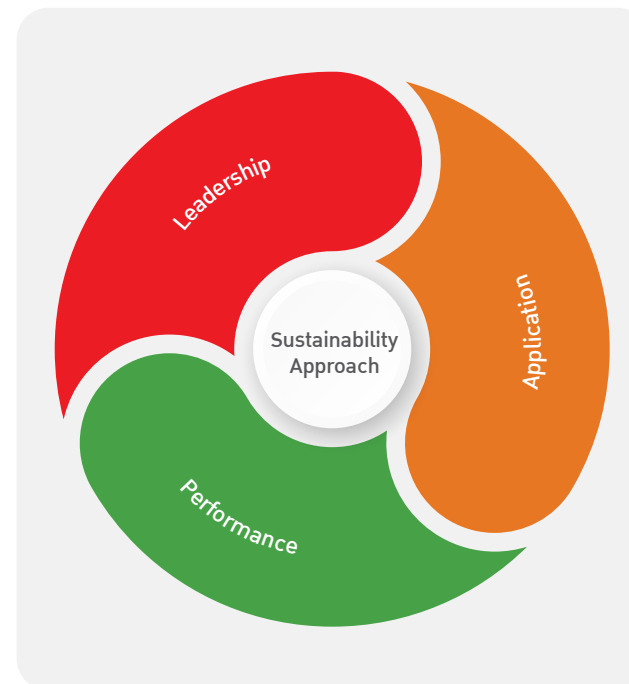 Leadership
Application
Sustainability
Approach
Performance